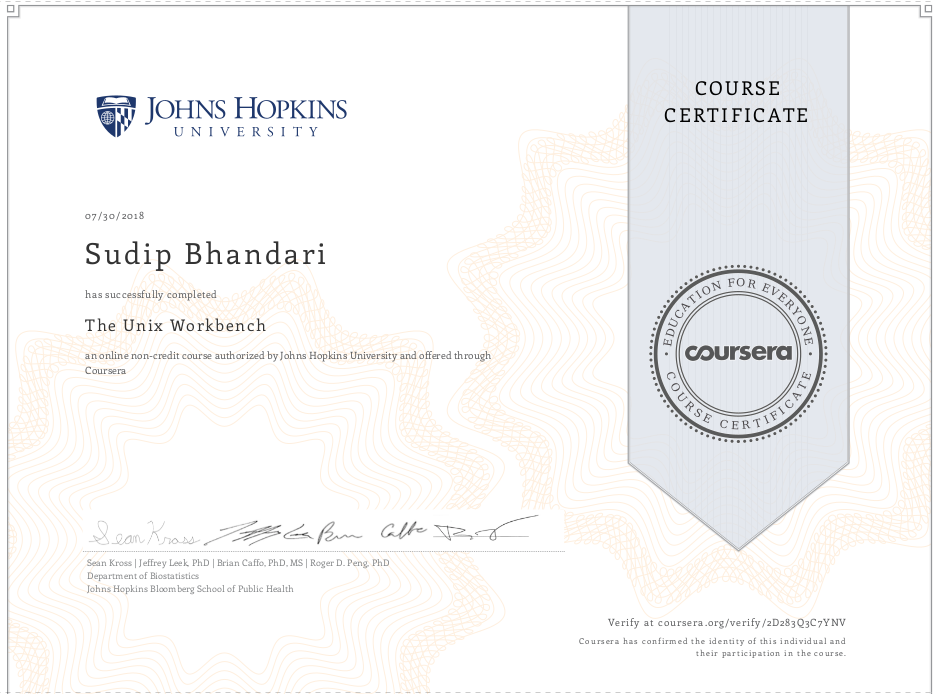 JOHNS HOPKINS
UNIVERSITY
COURSE
CERTIFICATE
07/30/2018
Sudip Bhandari
has successfully completed
The Unix Workbench
an online non-credit course authorized by Johns Hopkins University and offered through
Coursera
EDUCATION FOR EVERYONE
coursera
COURSE CERTIFICATE
Sean Kross
Sean Kross | Jeffrey Leek, PhD | Brian Caffo, PhD, MS | Roger D. Peng, PhD
Department of Biostatistics
Johns Hopkins Bloomberg School of Public Health
Verify at coursera.org/verify/2D283Q3C7YNV
Coursera has confirmed the identity of this individual and
their participation in the course.